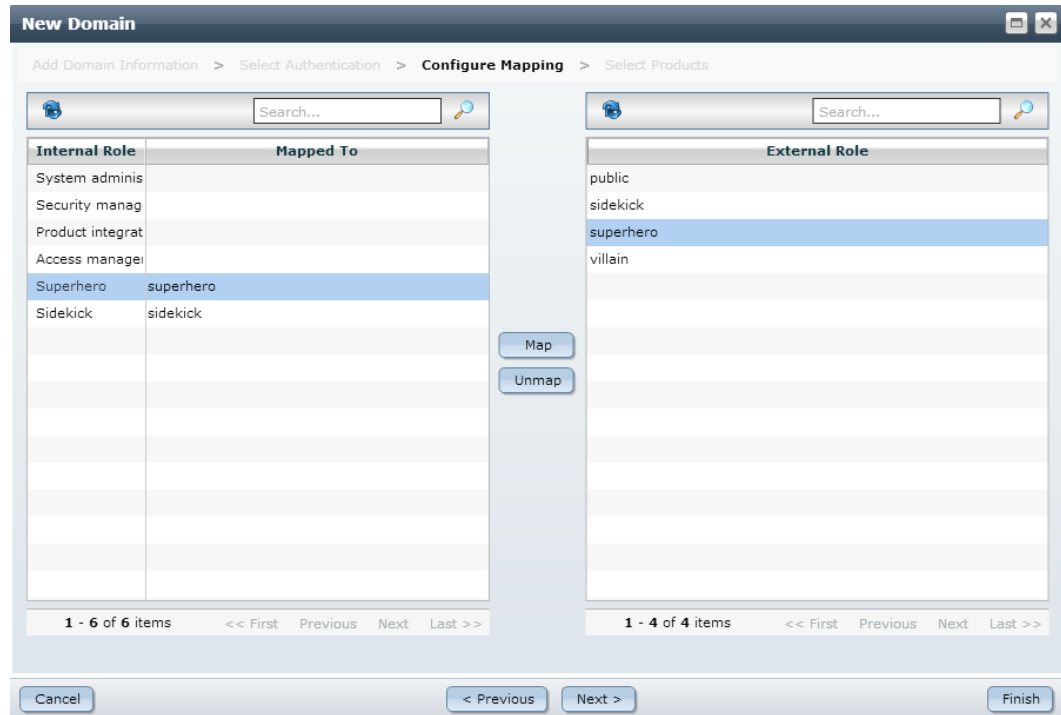 New Domain
Add Domain Information > Select Authentication > Configure Mapping > Select Products
Search...
Internal Role Mapped To
System adminis
Security manag
Product integrat
Access manage
Superhero superhero
Sidekick sidekick
1 - 6 of 6 items << First Previous Next Last >>
Map
Unmap
Search...
External Role
public
sidekick
superhero
villain
1 - 4 of 4 items << First Previous Next Last >>
Cancel < Previous Next > Finish